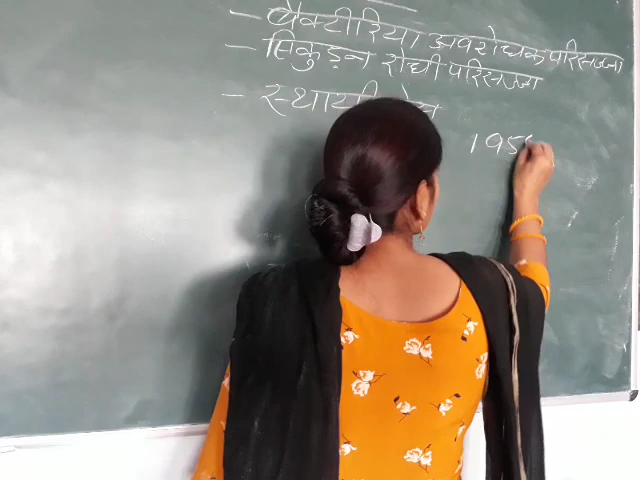 - बैक्टीरिया अवरोधक परिसज्जा
- सिकुड़न रोधी परिसज्जा
- स्थायी
195